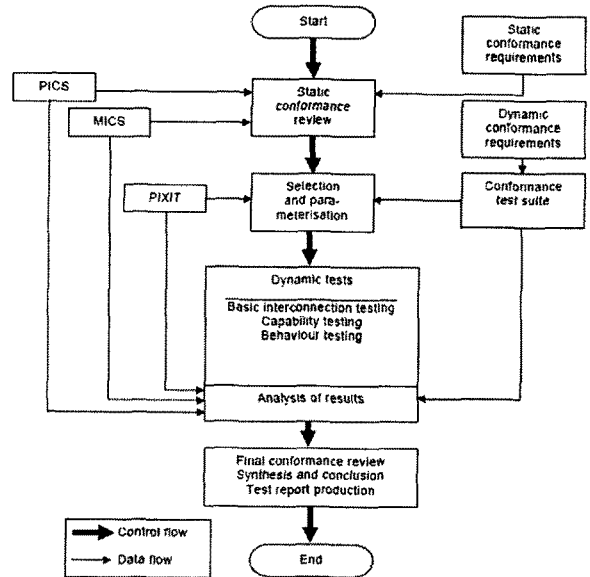 Start
Static
conformance
requirements
PICS
Static
conformance
review
MICS
Dynamic
conformance
requirements
Selection
and para-
meterisation
PIXIT
Conformance
test suite
Dynamic tests
Basic interconnection testing
Capability testing
Behaviour testing
Analysis of results
Final conformance review
Synthesis and conclusion
Test report production
Control flow
Data flow
End